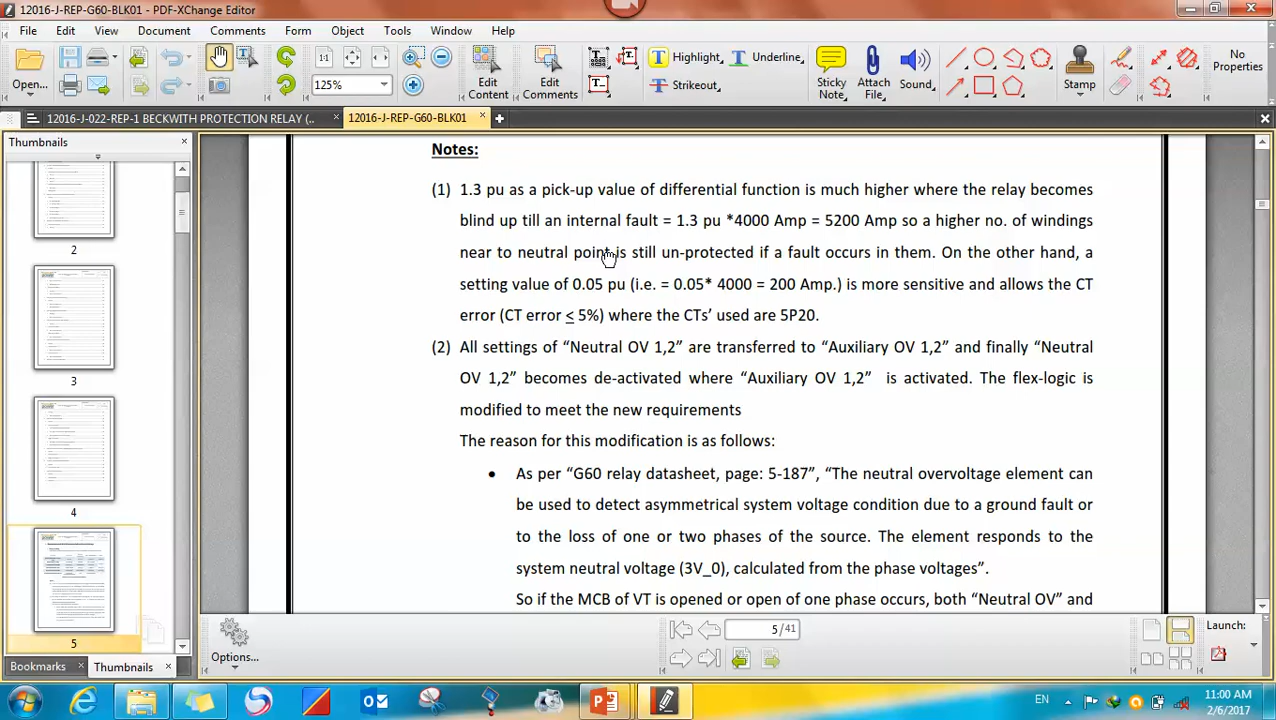 12016-J-REP-G60-BLK01 - PDF-XChange Editor
File Edit View Document Comments Form Object Tools Window Help
Open... 125% Edit Content Edit Comments Highlight Underline Strikeout Sticky Note Attach File Sound Stamp No Properties
12016-J-022-REP-1 BECKWITH PROTECTION RELAY (.. 12016-J-REP-G60-BLK01
Thumbnails
2
3
4
5
Notes:
(1) 1.3 pu as a pick-up value of differential function is much higher where the relay becomes
blind up till an internal fault = 1.3 pu *4000 Amp = 5200 Amp so a higher no. of windings
near to neutral point is still un-protected if a fault occurs in them. On the other hand, a
setting value of 0.05 pu (i.e. = 0.05* 4000 = 200 Amp.) is more sensitive and allows the CT
error (CT error < 5%) where the CTs’ used are 5P20.
(2) All settings of “Neutral OV 1,2” are transferred to “Auxiliary OV 1,2” and finally “Neutral
OV 1,2” becomes de-activated where “Auxiliary OV 1,2” is activated. The flex-logic is
modified to meet the new requirements
The reason for this modification is as follows:
• As per “G60 relay datasheet, page: 5-187”, “The neutral overvoltage element can
be used to detect asymmetrical system voltage condition due to a ground fault or
to the loss of one or two phases of the source. The element responds to the
system neutral voltage (3V_0), calculated from the phase voltages”.
So if the MCB of VT is opened or open of one phase occurs, both “Neutral OV” and
Options...
5 / 41
Launch:
Bookmarks Thumbnails
EN
11:00 AM
2/6/2017